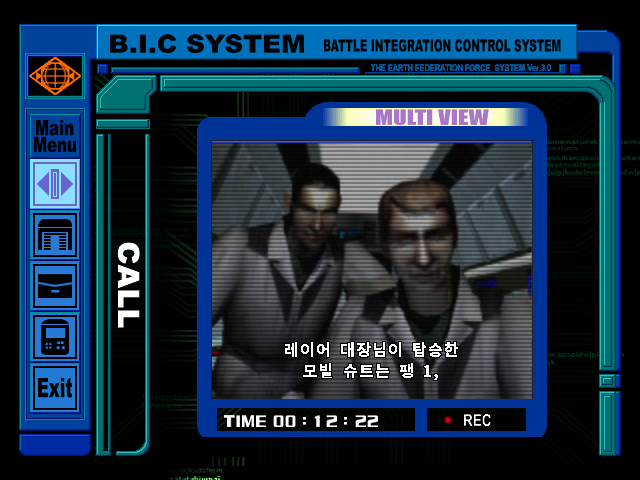 B.I.C SYSTEM
BATTLE INTEGRATION CONTROL SYSTEM
THE EARTH FEDERATION FORCE SYSTEM Ver.3.0
Main
Menu
MULTI VIEW
CALL
레이어 대장님이 탑승한
모빌 슈트는 팽 1,
Exit
TIME 00 : 12 : 22
REC